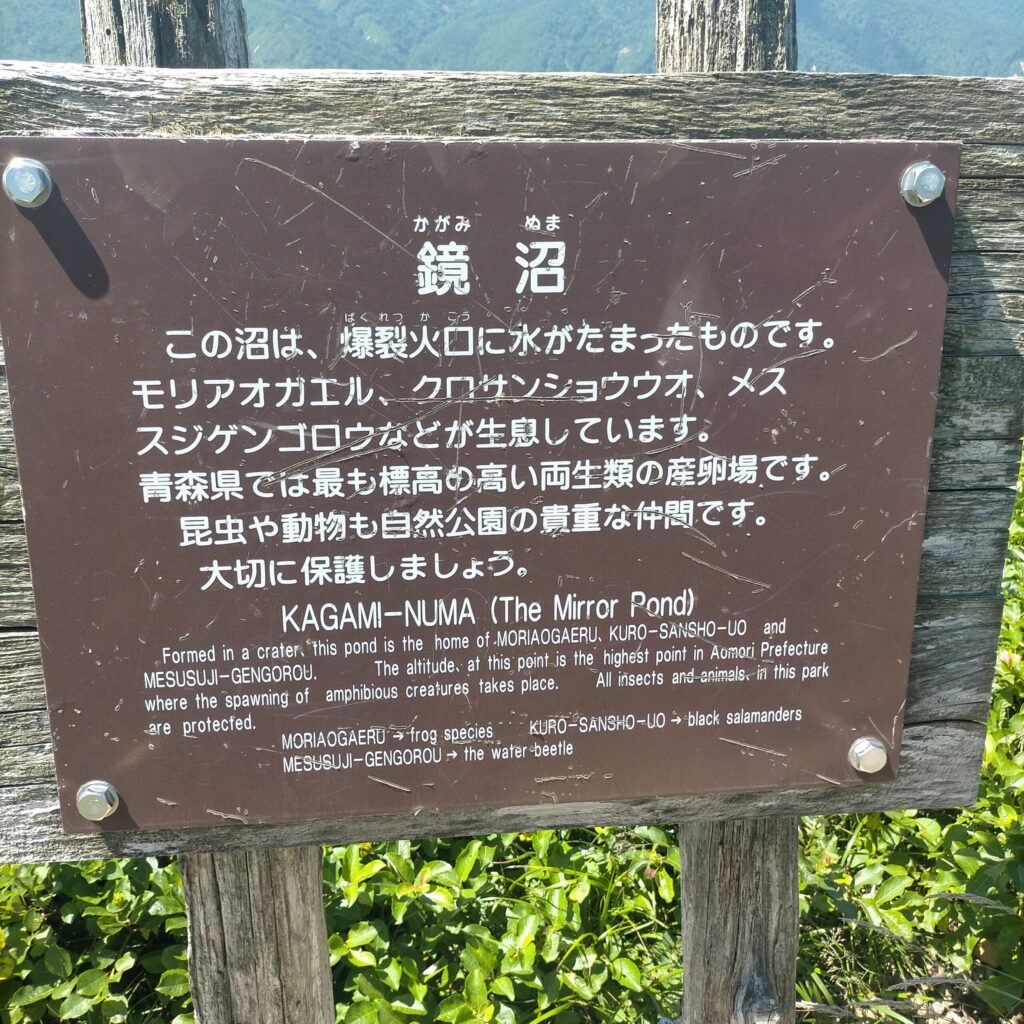 かがみ ぬま
鏡 沼
ばくれつ か こう
この沼は、爆裂火口に水がたまったものです。
モリアオガエル、クロサンショウウオ、メス
スジゲンゴロウなどが生息しています。
青森県では最も標高の高い両生類の産卵場です。
昆虫や動物も自然公園の貴重な仲間です。
大切に保護しましょう。
KAGAMI-NUMA (The Mirror Pond)
Formed in a crater, this pond is the home of MORIAOGAERU, KURO-SANSHO-UO and
MESUSUJI-GENGOROU. The altitude, at this point is the highest point in Aomori Prefecture
where the spawning of amphibious creatures takes place. All insects and animals, in this park
are protected.
MORIAOGAERU → frog species KURO-SANSHO-UO → black salamanders
MESUSUJI-GENGOROU → the water beetle